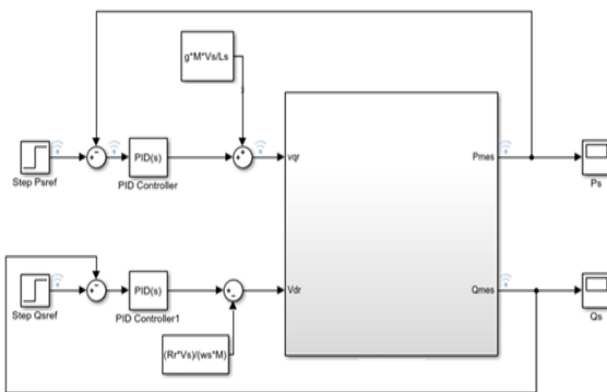 g*M*Vs/Ls
PID(s)
vqr
Pmes
Step Psref
PID Controller
Ps
PID(s)
Vdr
Qmes
Step Qsref
PID Controller1
Qs
(Rr*Vs)/(ws*M)